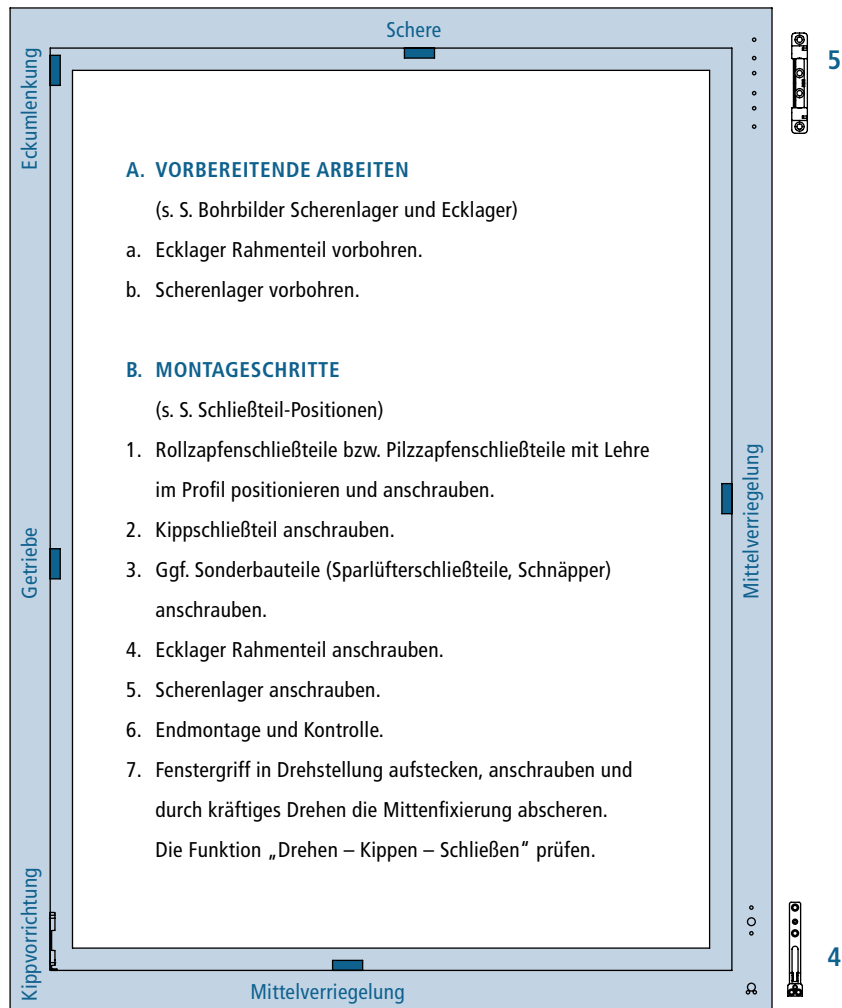 Schere
5
Eckumlenkung
A. VORBEREITENDE ARBEITEN
(s. S. Bohrbilder Scherenlager und Ecklager)
a. Ecklager Rahmenteil vorbohren.
b. Scherenlager vorbohren.
B. MONTAGESCHRITTE
(s. S. Schließteil-Positionen)
1. Rollzapfenschließteile bzw. Pilzzapfenschließteile mit Lehre
im Profil positionieren und anschrauben.
2. Kippschließteil anschrauben.
3. Ggf. Sonderbauteile (Sparlüfterschließteile, Schnäpper)
anschrauben.
4. Ecklager Rahmenteil anschrauben.
5. Scherenlager anschrauben.
6. Endmontage und Kontrolle.
7. Fenstergriff in Drehstellung aufstecken, anschrauben und
durch kräftiges Drehen die Mittenfixierung abscheren.
Die Funktion „Drehen – Kippen – Schließen“ prüfen.
Getriebe
Mittelverriegelung
Kippvorrichtung
4
Mittelverriegelung